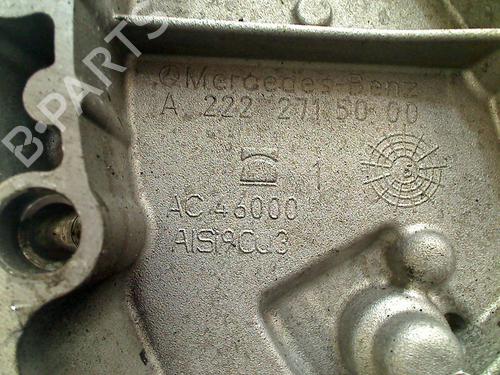 B-PARTS
Mercedes-Benz
A 222 271 50 00
1
AC 46000
AlSi9Cu3